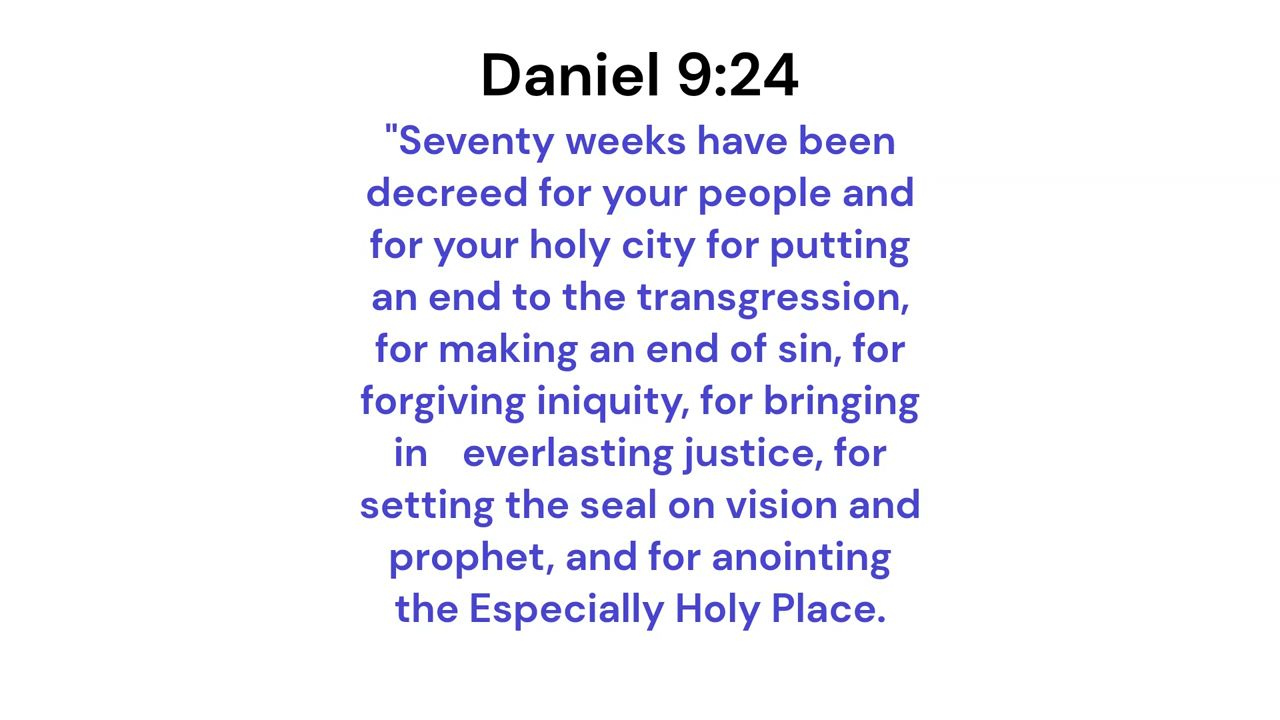 Daniel 9:24
"Seventy weeks have been
decreed for your people and
for your holy city for putting
an end to the transgression,
for making an end of sin, for
forgiving iniquity, for bringing
in   everlasting justice, for
setting the seal on vision and
prophet, and for anointing
the Especially Holy Place.